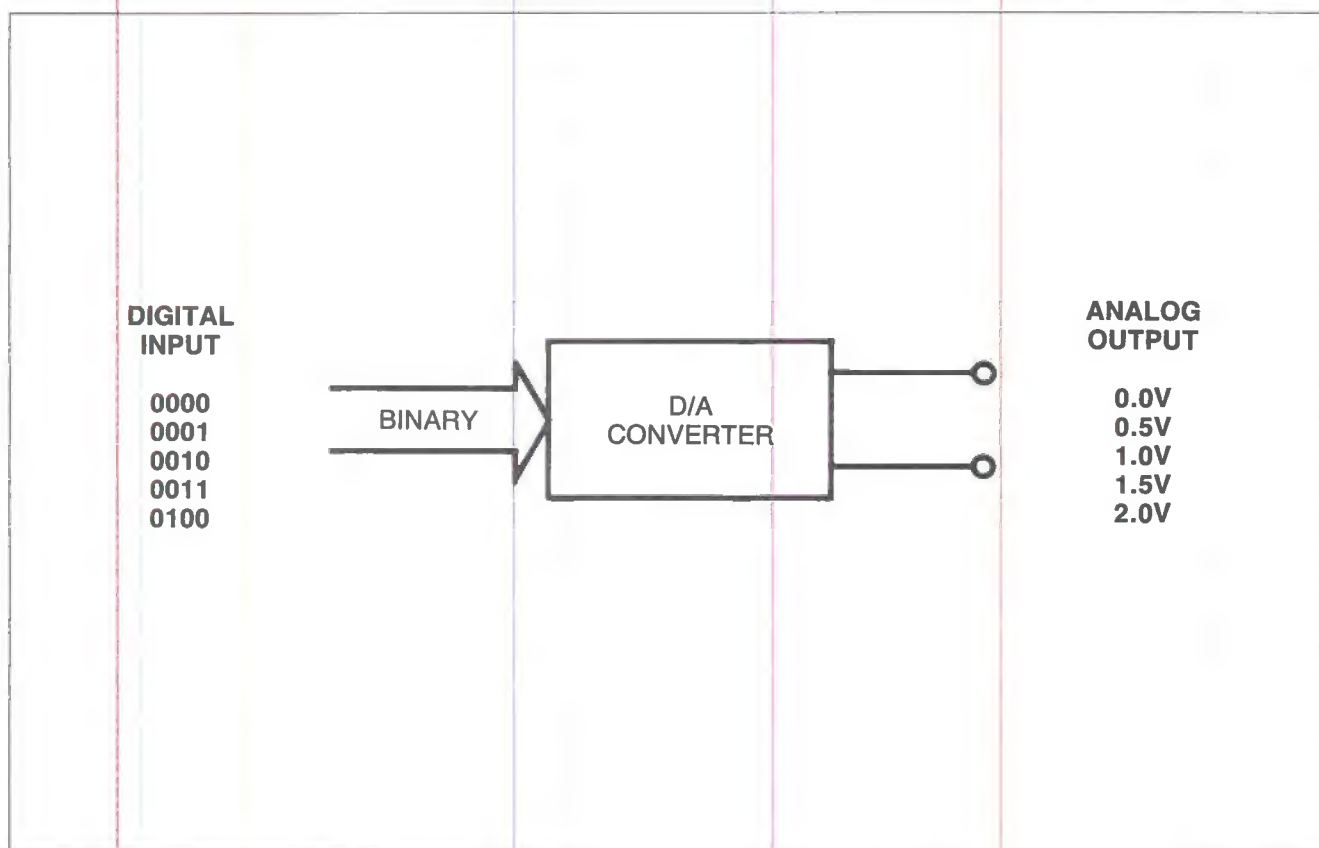 DIGITAL
INPUT
0000
0001
0010
0011
0100
BINARY
D/A
CONVERTER
ANALOG
OUTPUT
0.0V
0.5V
1.0V
1.5V
2.0V